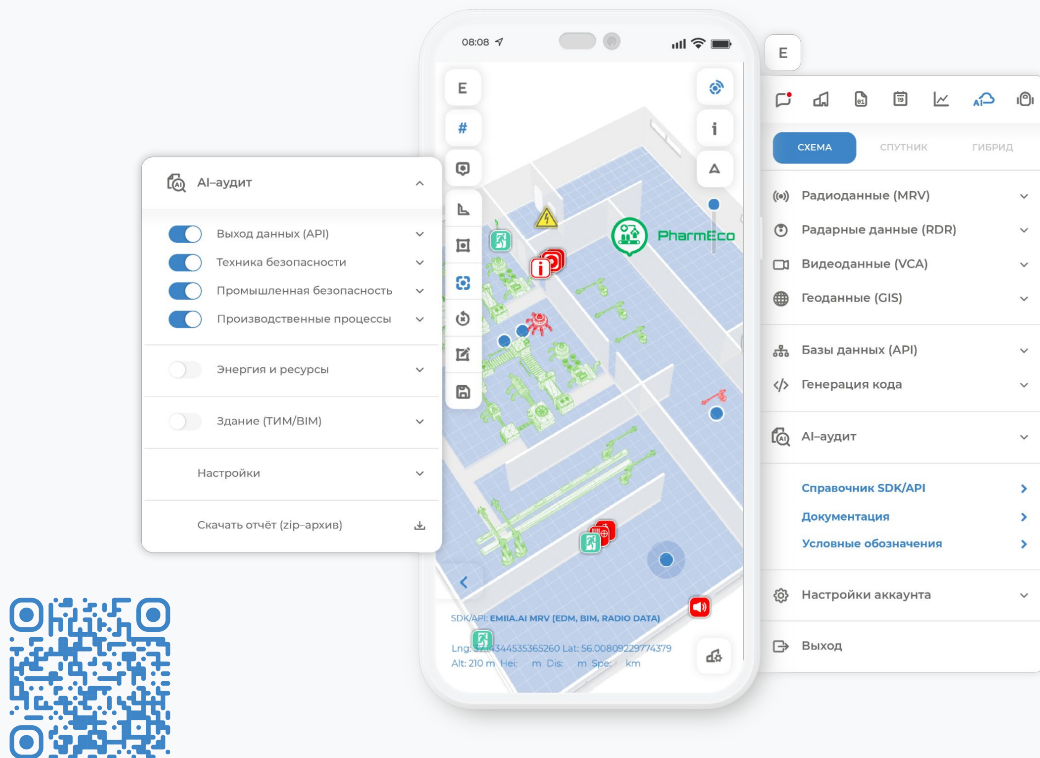 AI–аудит
Выход данных (API)
Техника безопасности
Промышленная безопасность
Производственные процессы
Энергия и ресурсы
Здание (ТИМ/BIM)
Настройки
Скачать отчёт (zip–архив)
08:08
E
#
i
PharmEco
i
SDK/API: EMIIA.AI MRV (EDM, BIM, RADIO DATA)
Lat: 56.00809229774379
Alt: 210 m Hei: m Dis: m Spe: km
E
01
19
AI
СХЕМА
СПУТНИК
ГИБРИД
Радиоданные (MRV)
Радарные данные (RDR)
Видеоданные (VCA)
Геоданные (GIS)
Базы данных (API)
Генерация кода
AI–аудит
Справочник SDK/API
Документация
Условные обозначения
Настройки аккаунта
Выход